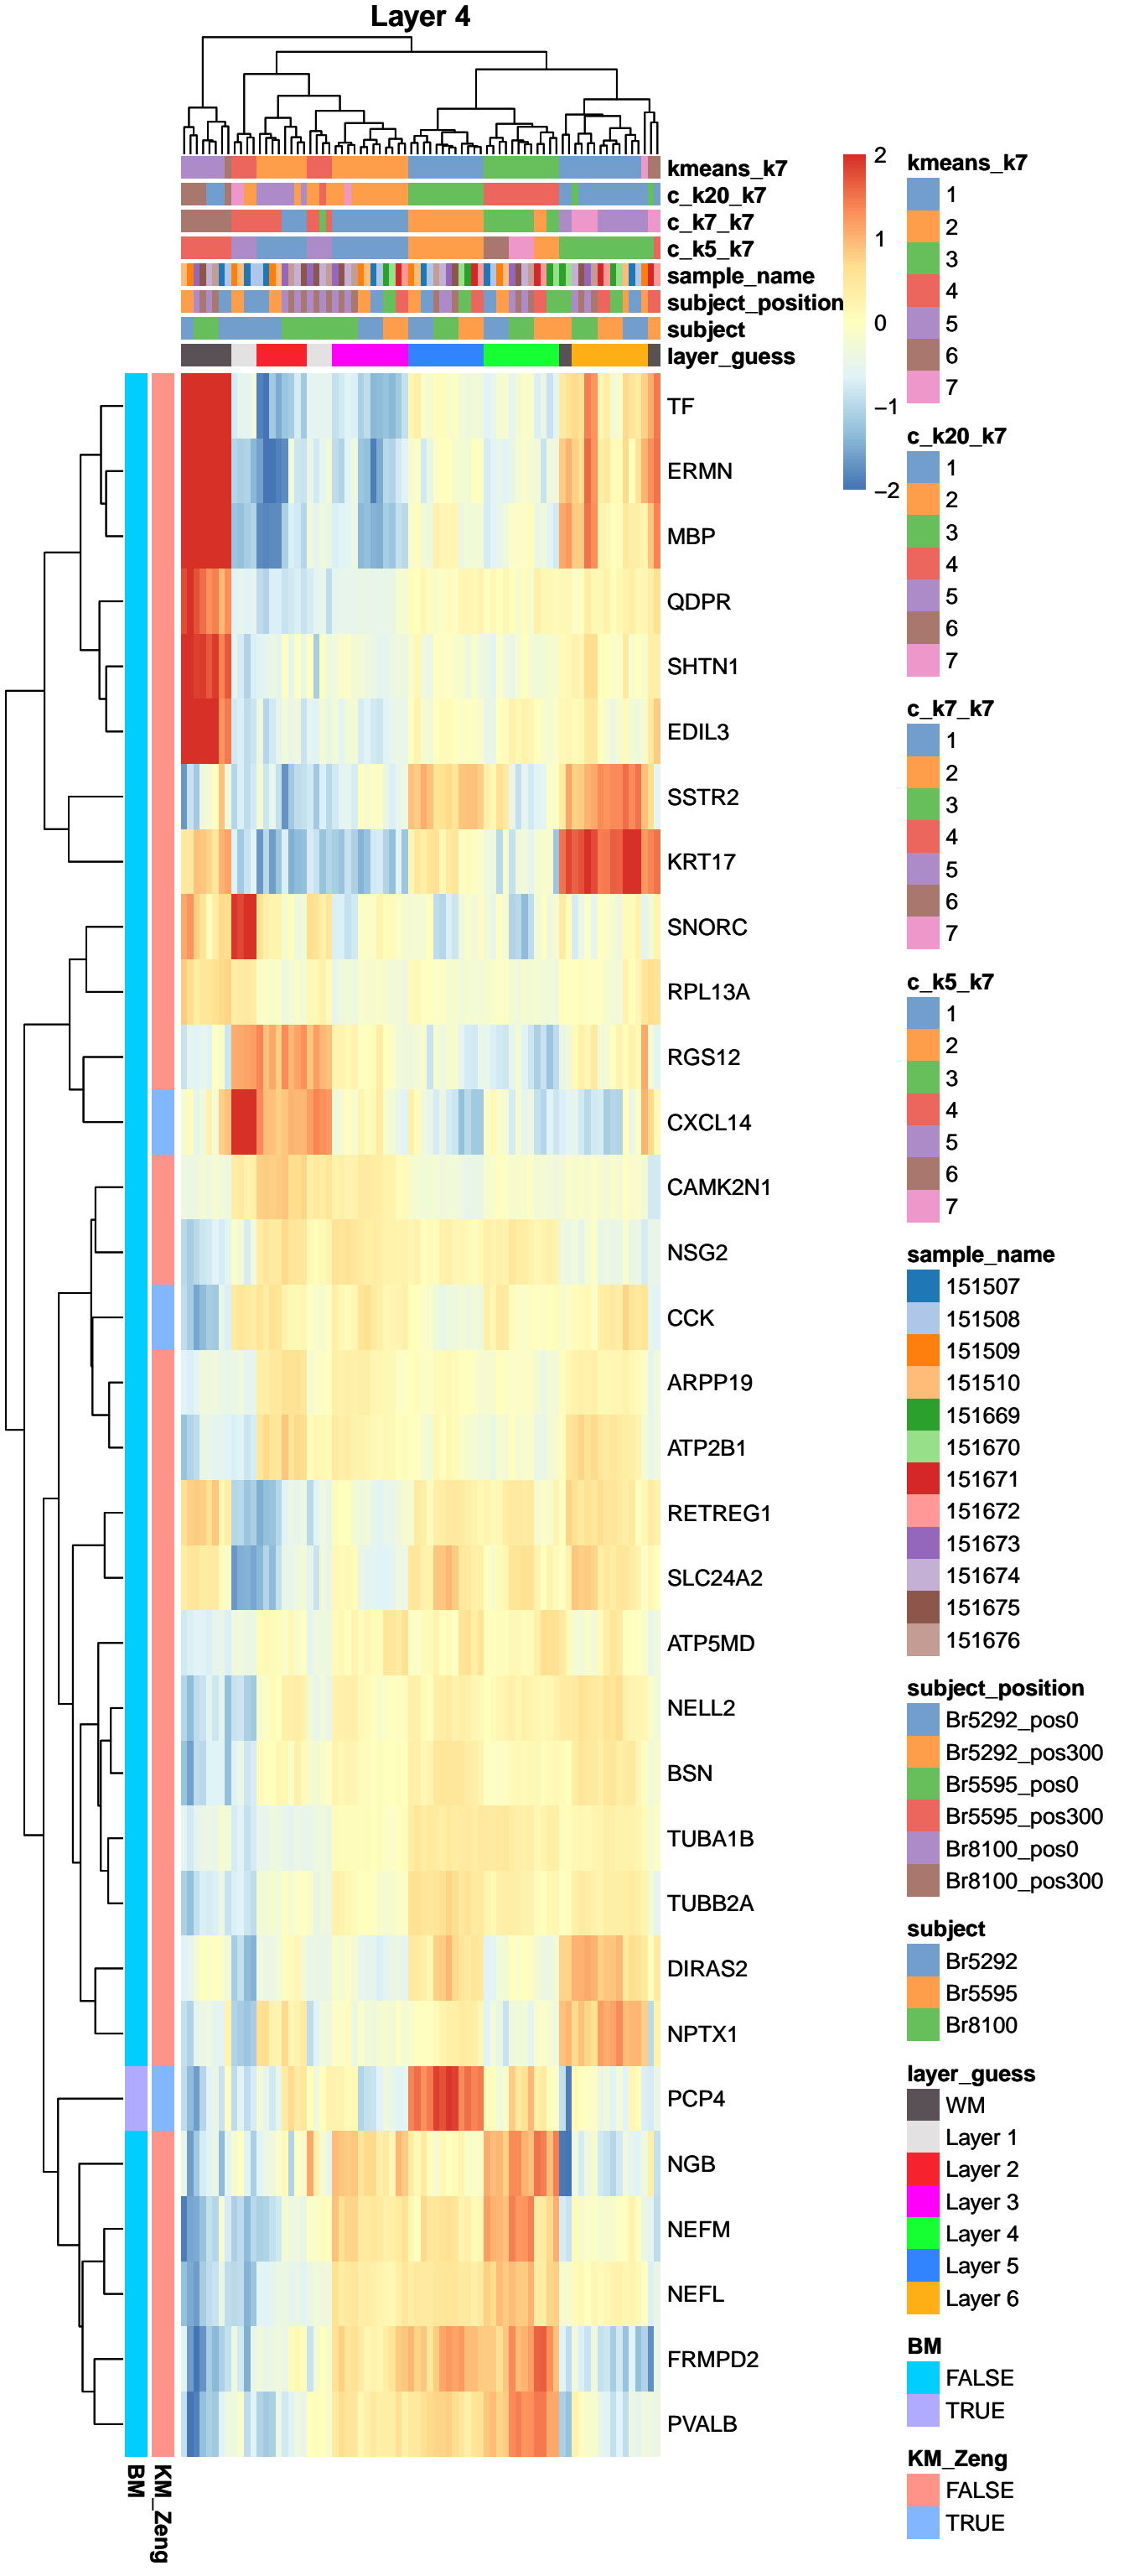 Layer 4
kmeans_k7
c_k20_k7
c_k7_k7
c_k5_k7
sample_name
subject_position
subject
layer_guess
TF
ERMN
MBP
QDPR
SHTN1
EDIL3
SSTR2
KRT17
SNORC
RPL13A
RGS12
CXCL14
CAMK2N1
NSG2
CCK
ARPP19
ATP2B1
RETREG1
SLC24A2
ATP5MD
NELL2
BSN
TUBA1B
TUBB2A
DIRAS2
NPTX1
PCP4
NGB
NEFM
NEFL
FRMPD2
PVALB
BM
KM_Zeng
2
1
0
−1
−2
kmeans_k7
1
2
3
4
5
6
7
c_k20_k7
1
2
3
4
5
6
7
c_k7_k7
1
2
3
4
5
6
7
c_k5_k7
1
2
3
4
5
6
7
sample_name
151507
151508
151509
151510
151669
151670
151671
151672
151673
151674
151675
151676
subject_position
Br5292_pos0
Br5292_pos300
Br5595_pos0
Br5595_pos300
Br8100_pos0
Br8100_pos300
subject
Br5292
Br5595
Br8100
layer_guess
WM
Layer 1
Layer 2
Layer 3
Layer 4
Layer 5
Layer 6
BM
FALSE
TRUE
KM_Zeng
FALSE
TRUE